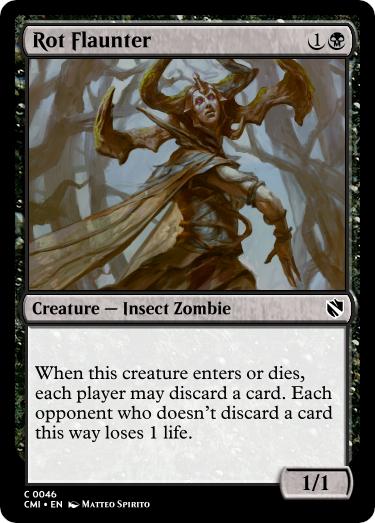 Rot Flaunter 1
Creature — Insect Zombie
When this creature enters or dies,
each player may discard a card. Each
opponent who doesn't discard a card
this way loses 1 life.
1/1
C 0046
CMI • EN Matteo Spirito